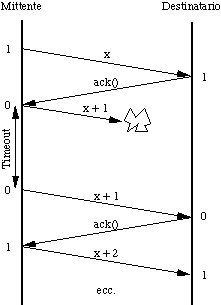 Mittente Destinatario
1
x
1
ack()
0
x + 1
Timeout
0
x + 1
0
ack()
1
x + 2
1
ecc.